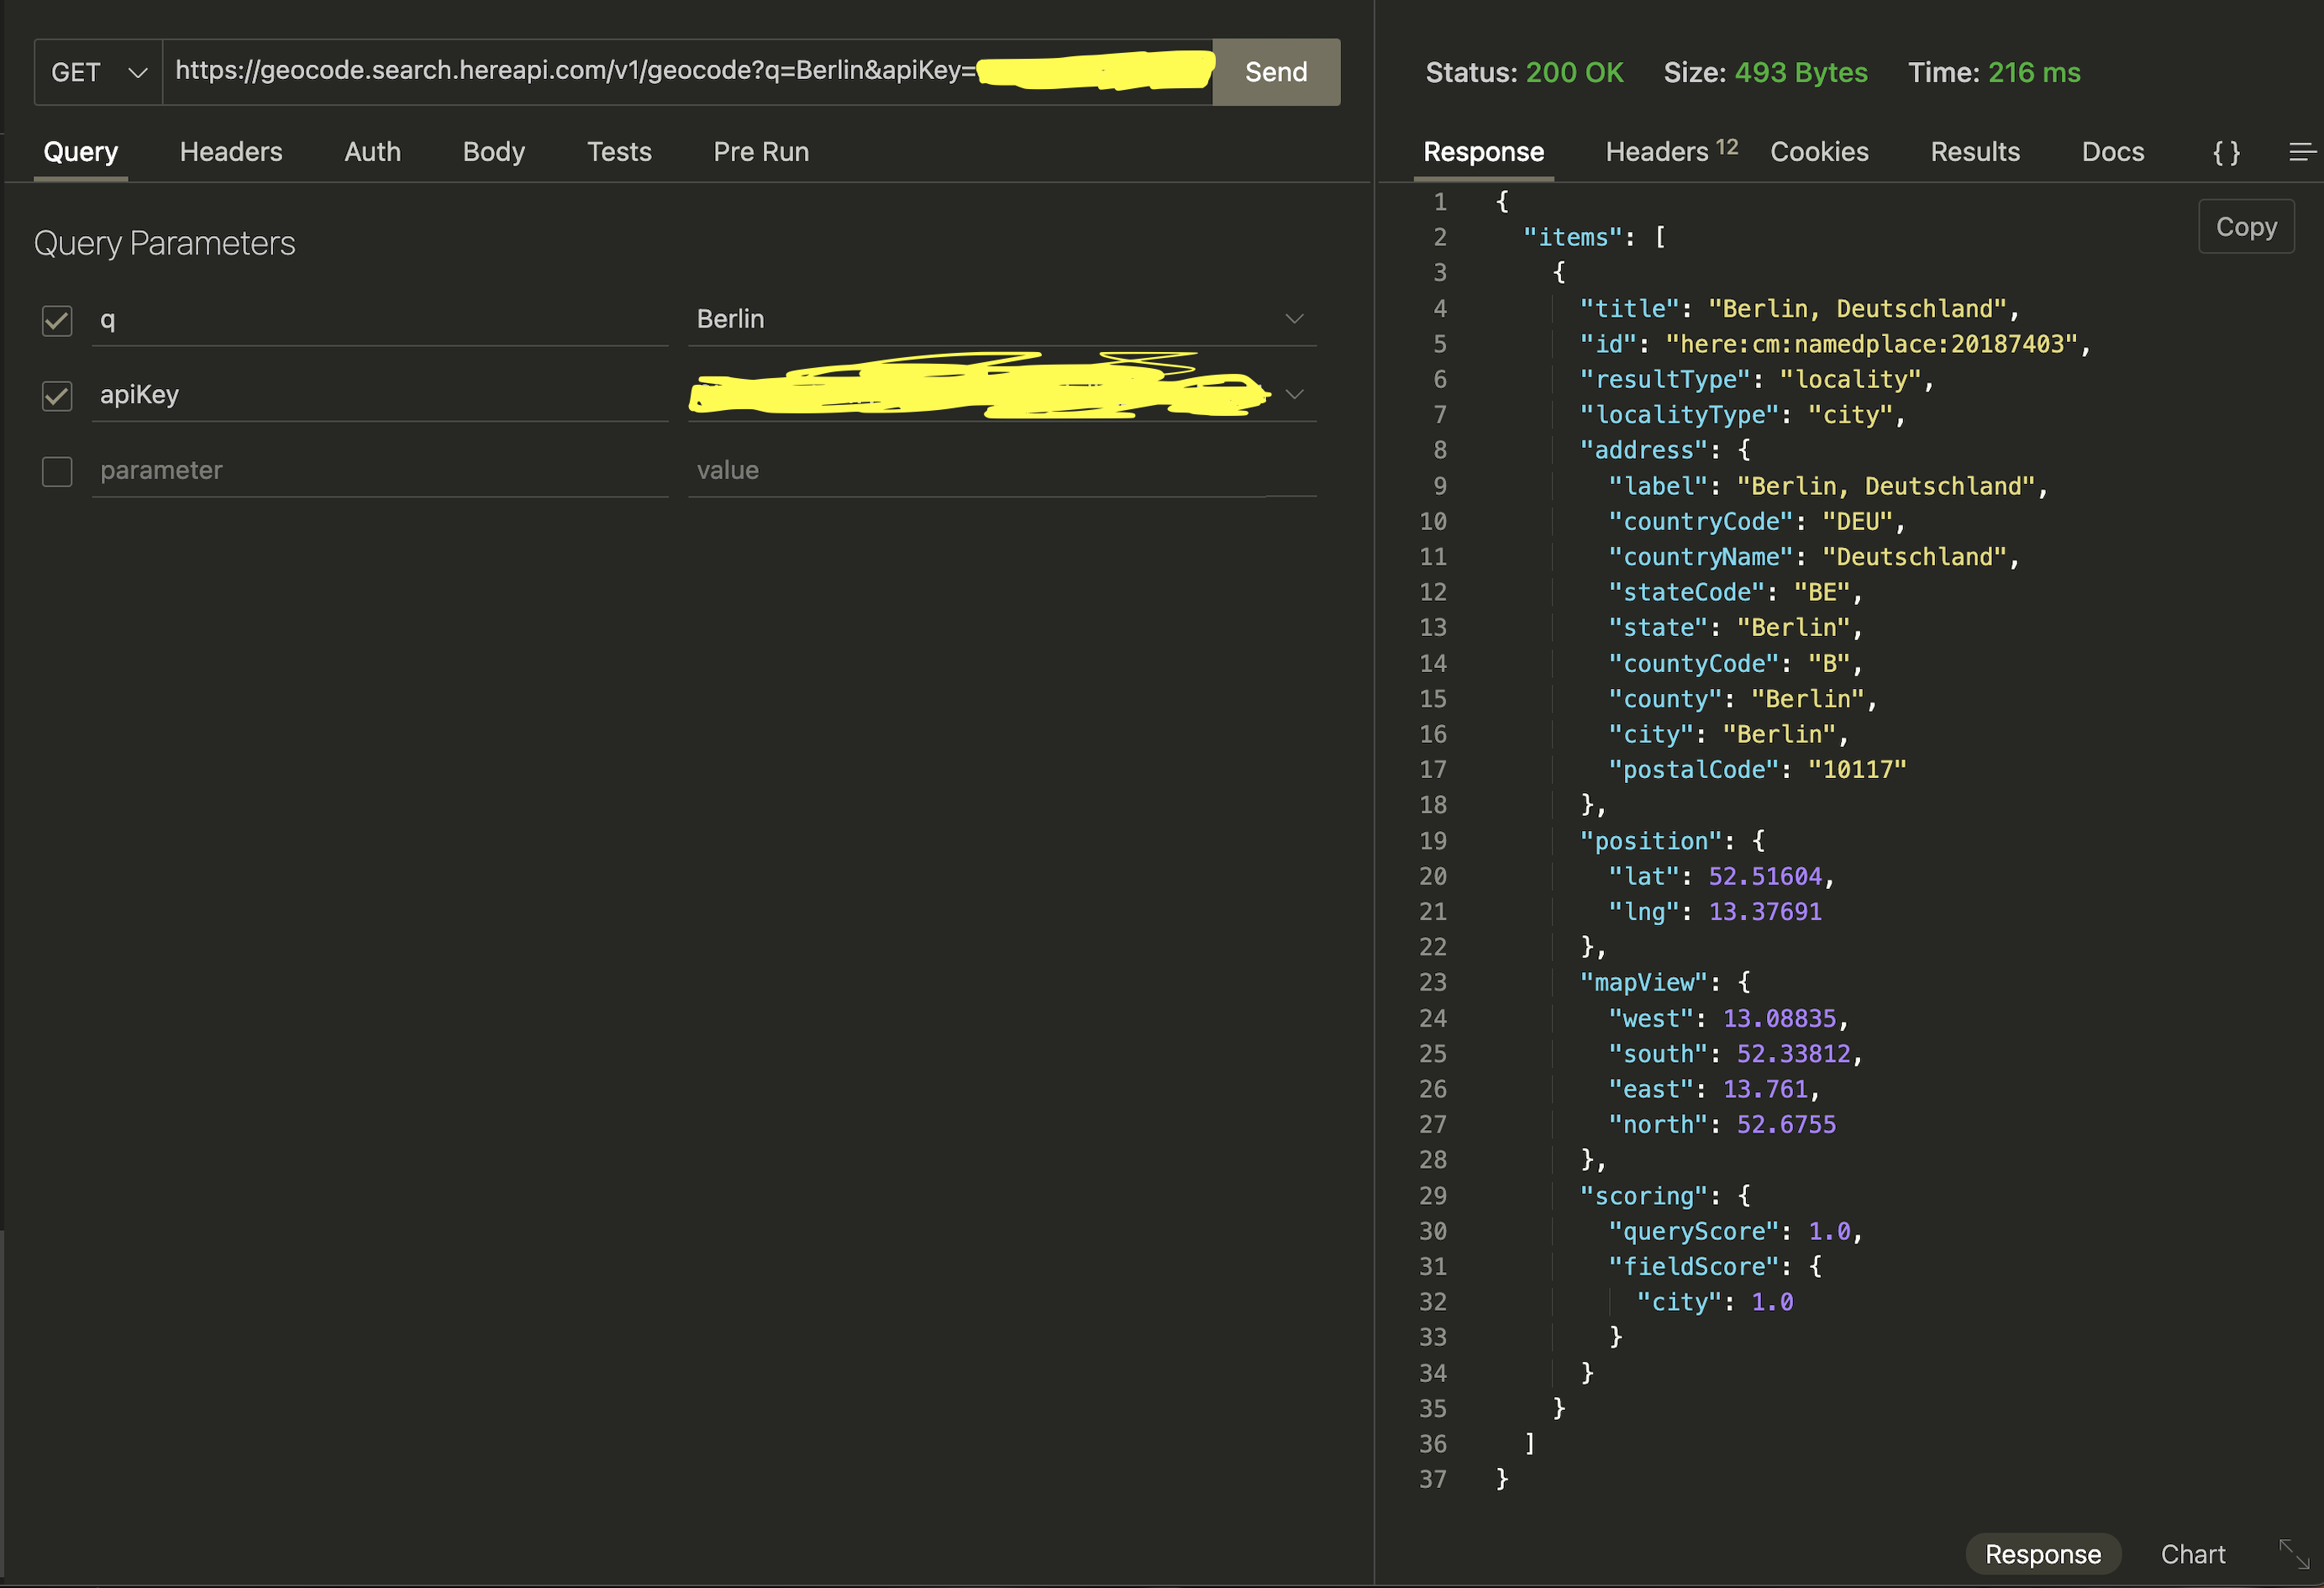 GET https://geocode.search.hereapi.com/v1/geocode?q=Berlin&apiKey= Send
Query Headers Auth Body Tests Pre Run
Query Parameters
q Berlin
apiKey
parameter value
Status: 200 OK Size: 493 Bytes Time: 216 ms
Response Headers 12 Cookies Results Docs {}
Copy
1 {
2 "items": [
3 {
4 "title": "Berlin, Deutschland",
5 "id": "here:cm:namedplace:20187403",
6 "resultType": "locality",
7 "localityType": "city",
8 "address": {
9 "label": "Berlin, Deutschland",
10 "countryCode": "DEU",
11 "countryName": "Deutschland",
12 "stateCode": "BE",
13 "state": "Berlin",
14 "countyCode": "B",
15 "county": "Berlin",
16 "city": "Berlin",
17 "postalCode": "10117"
18 },
19 "position": {
20 "lat": 52.51604,
21 "lng": 13.37691
22 },
23 "mapView": {
24 "west": 13.08835,
25 "south": 52.33812,
26 "east": 13.761,
27 "north": 52.6755
28 },
29 "scoring": {
30 "queryScore": 1.0,
31 "fieldScore": {
32 "city": 1.0
33 }
34 }
35 }
36 ]
37 }
Response Chart